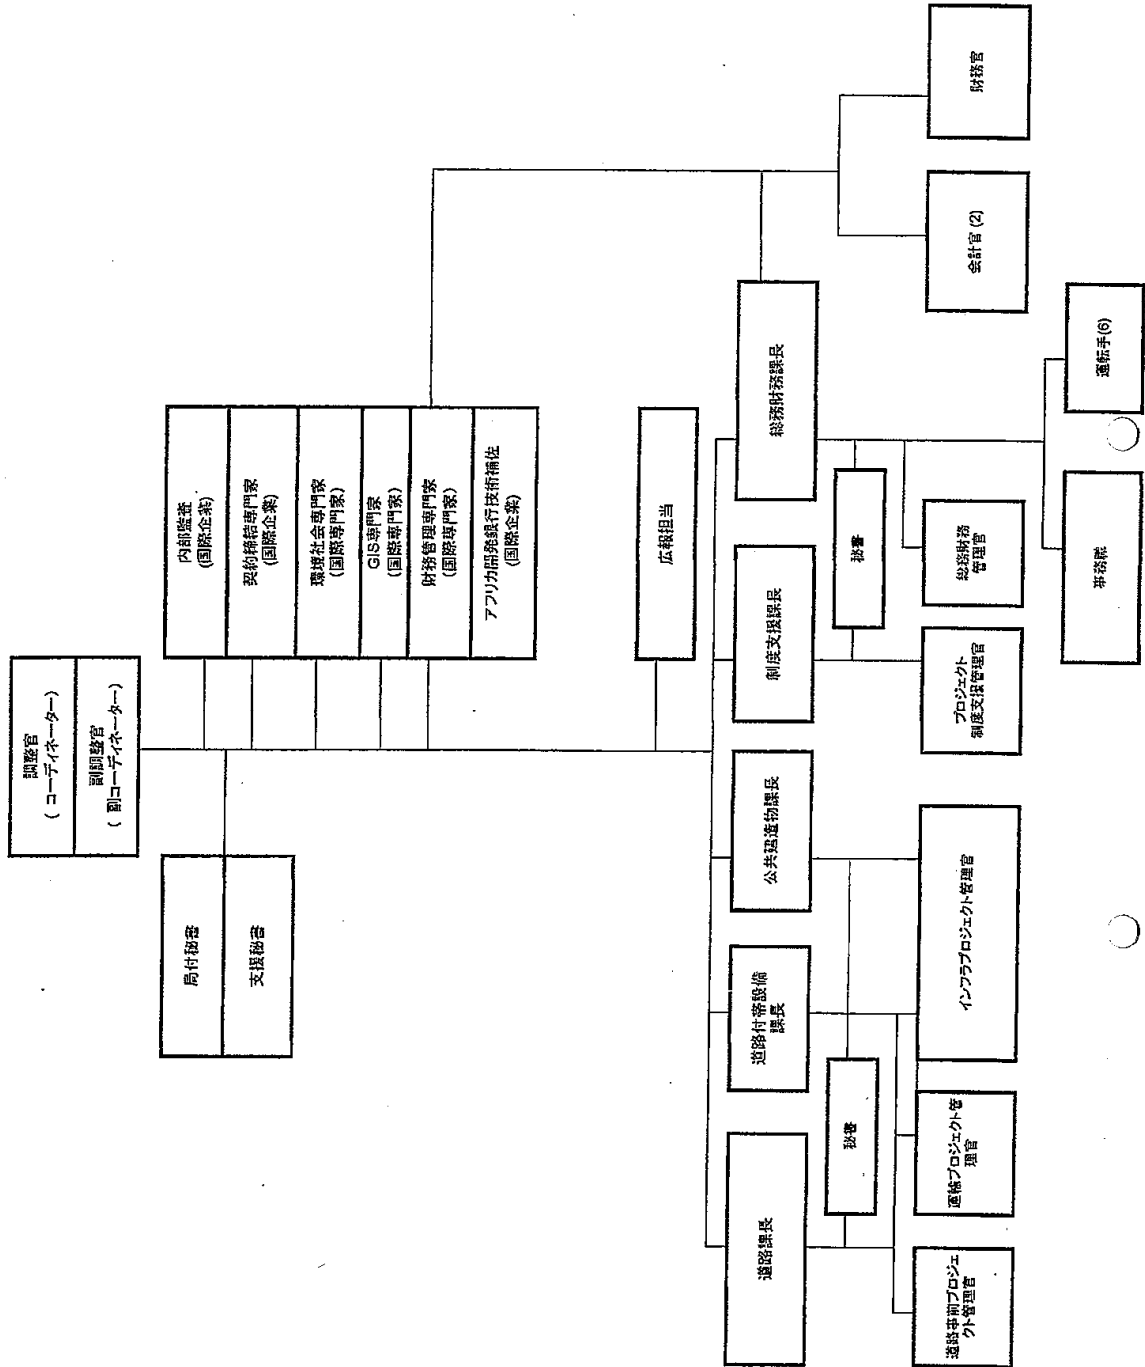 調整官
( コーディネーター)
副調整官
( 副コーディネーター)
局付秘書
支援秘書
内部監査
(国際企業)
契約締結専門家
(国際企業)
環境社会専門家
(国際専門家)
GIS専門家
(国際専門家)
財務管理専門家
(国際専門家)
アフリカ開発銀行技術補佐
(国際企業)
広報担当
道路課長
道路付帯設備
課長
公共建造物課長
制度支援課長
総務財務課長
秘書
秘書
道路事前プロジェ
クト管理官
運輸プロジェクト管
理官
インフラプロジェクト管理官
プロジェクト
制度支援管理官
総務財務
管理官
会計官 (2)
財務官
事務職
運転手(6)